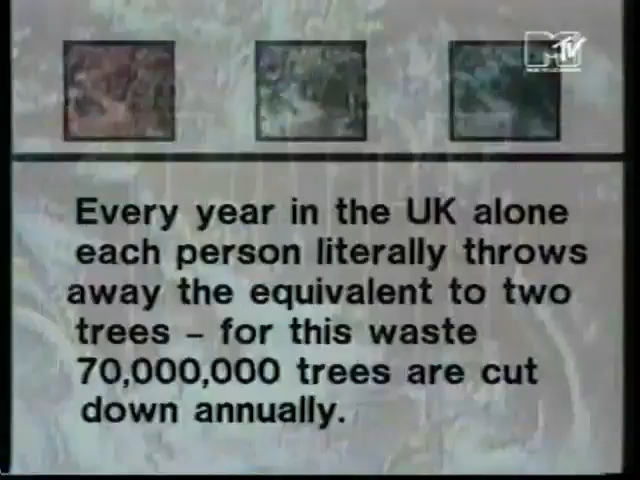 MTV
Every year in the UK alone
each person literally throws
away the equivalent to two
trees – for this waste
70,000,000 trees are cut
down annually.